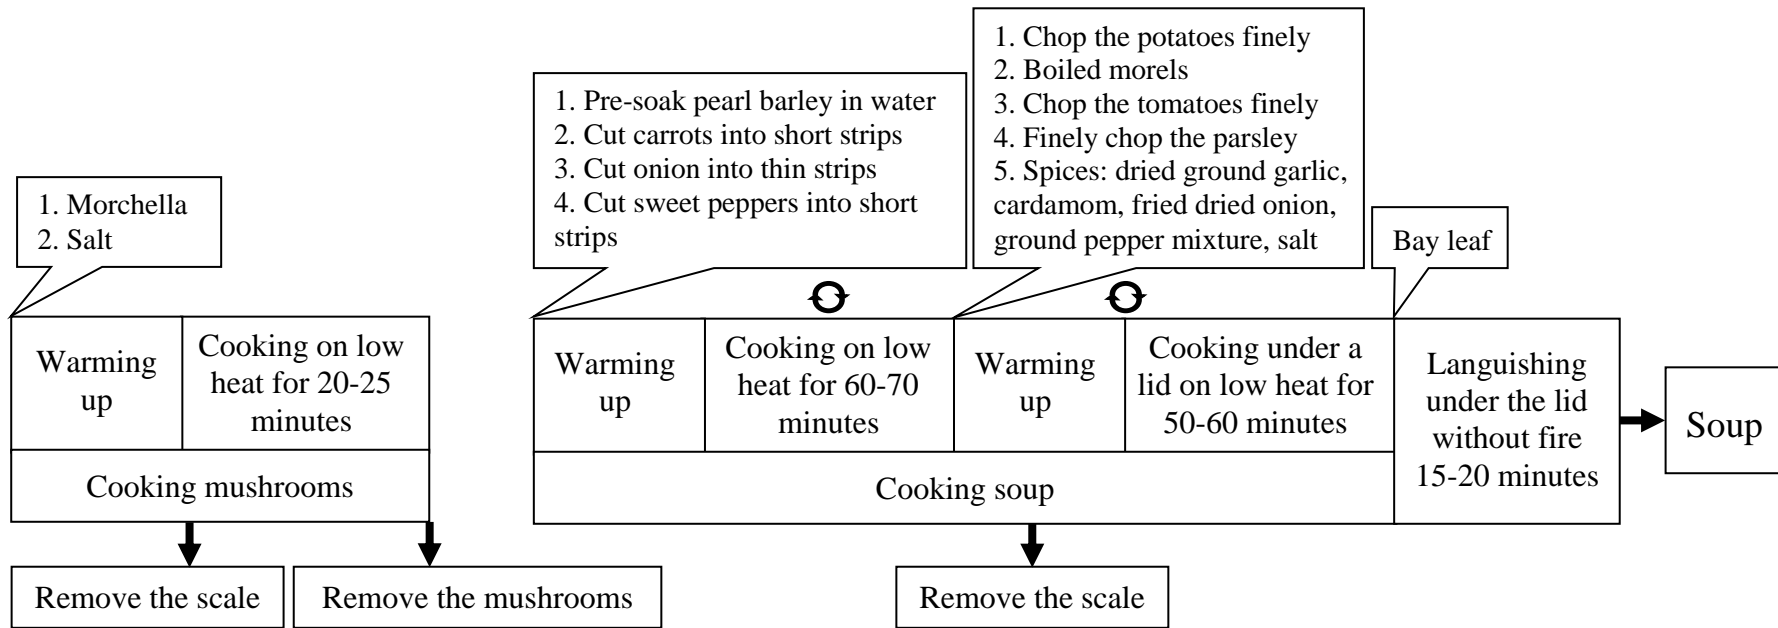 1. Morchella
2. Salt
Warming
up
Cooking on low
heat for 20-25
minutes
Cooking mushrooms
Remove the scale
Remove the mushrooms
1. Pre-soak pearl barley in water
2. Cut carrots into short strips
3. Cut onion into thin strips
4. Cut sweet peppers into short
strips
1. Chop the potatoes finely
2. Boiled morels
3. Chop the tomatoes finely
4. Finely chop the parsley
5. Spices: dried ground garlic,
cardamom, fried dried onion,
ground pepper mixture, salt
Bay leaf
Warming
up
Cooking on low
heat for 60-70
minutes
Warming
up
Cooking under a
lid on low heat for
50-60 minutes
Cooking soup
Languishing
under the lid
without fire
15-20 minutes
Soup
Remove the scale